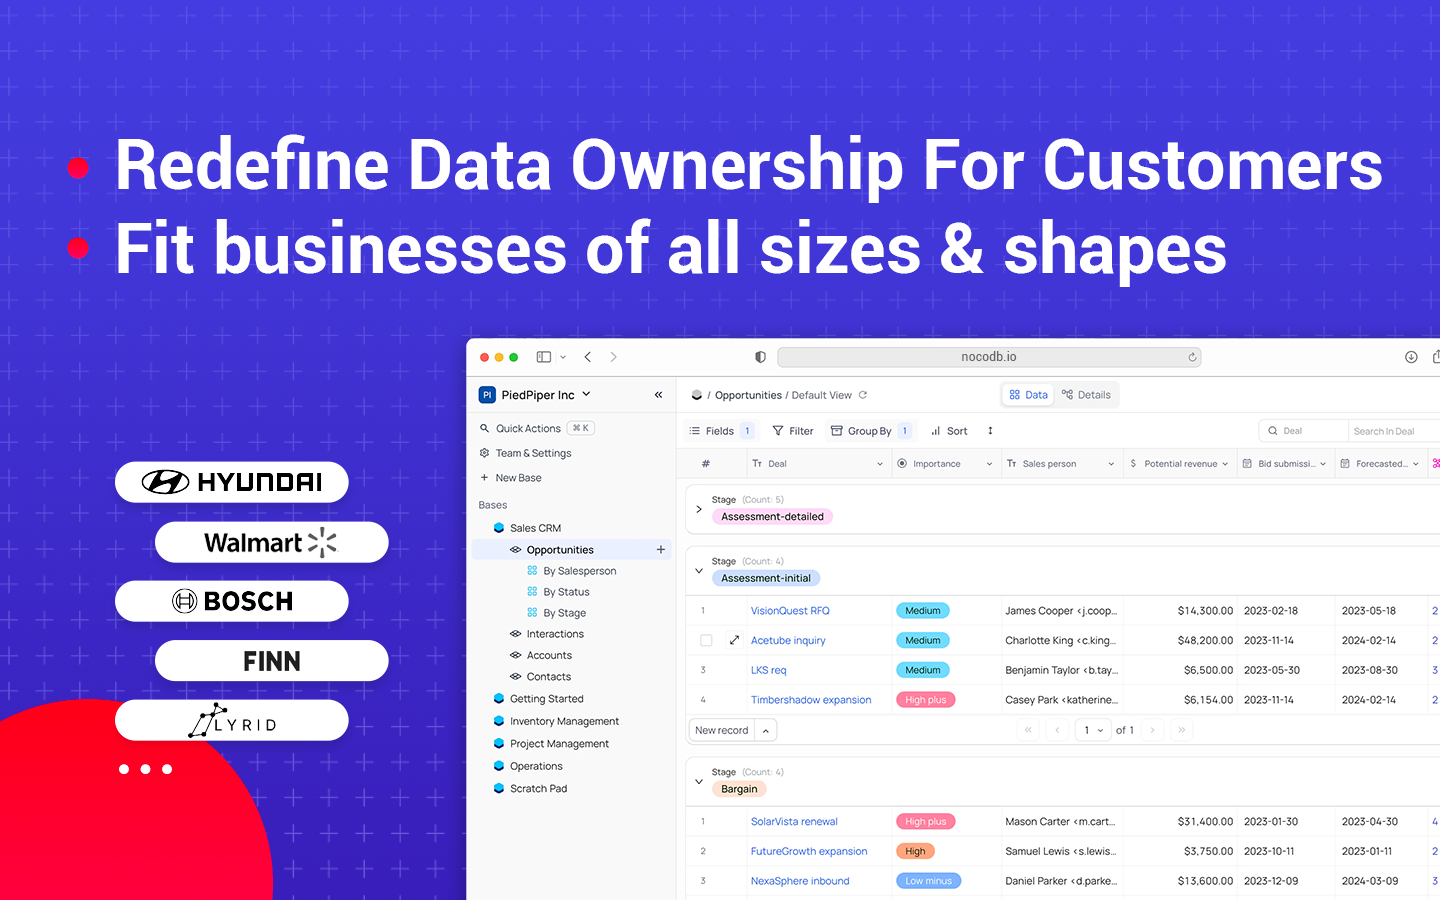 Redefine Data Ownership For Customers
Fit businesses of all sizes & shapes
HYUNDAI
Walmart
BOSCH
FINN
LYRID
nocodb.io
PI PiedPiper Inc
Quick Actions ⌘ K
Team & Settings
New Base
Bases
Sales CRM
Opportunities
By Salesperson
By Status
By Stage
Interactions
Accounts
Contacts
Getting Started
Inventory Management
Project Management
Operations
Scratch Pad
/ Opportunities / Default View
Data Details
Fields 1 Filter Group By 1 Sort
Deal Search In Deal
# Deal Importance Sales person $ Potential revenue Bid submissi... Forecasted...
Stage (Count: 5)
Assessment-detailed
Stage (Count: 4)
Assessment-initial
1 VisionQuest RFQ Medium James Cooper <j.coop... $14,300.00 2023-02-18 2023-05-18 2
Acetube inquiry Medium Charlotte King <c.king... $48,200.00 2023-11-14 2024-02-14 2
3 LKS req Medium Benjamin Taylor <b.tay... $6,500.00 2023-05-30 2023-08-30 3
4 Timbershadow expansion High plus Casey Park <katherine... $6,154.00 2023-11-14 2024-02-14 2
New record
1 of 1
Stage (Count: 4)
Bargain
1 SolarVista renewal High plus Mason Carter <m.cart... $31,400.00 2023-01-30 2023-04-30 4
2 FutureGrowth expansion High Samuel Lewis <s.lewis... $3,750.00 2023-10-11 2023-01-11 2
3 NexaSphere inbound Low minus Daniel Parker <d.parke... $13,600.00 2023-12-09 2024-03-09 3